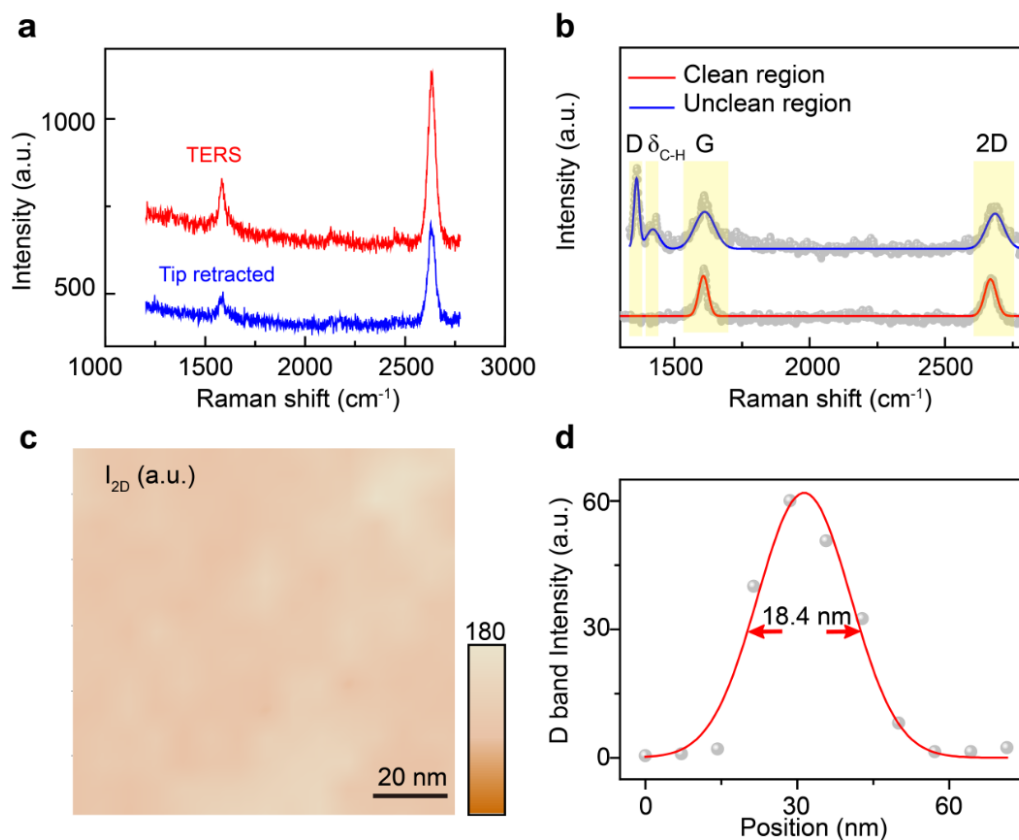 a
Intensity (a.u.)
1000
500
TERS
Tip retracted
1000 1500 2000 2500 3000
Raman shift (cm⁻¹)
b
Intensity (a.u.)
Clean region
Unclean region
D δC-H G 2D
1500 2000 2500
Raman shift (cm⁻¹)
c
I2D (a.u.)
180
20 nm
d
D band Intensity (a.u.)
60
30
0
18.4 nm
0 30 60
Position (nm)